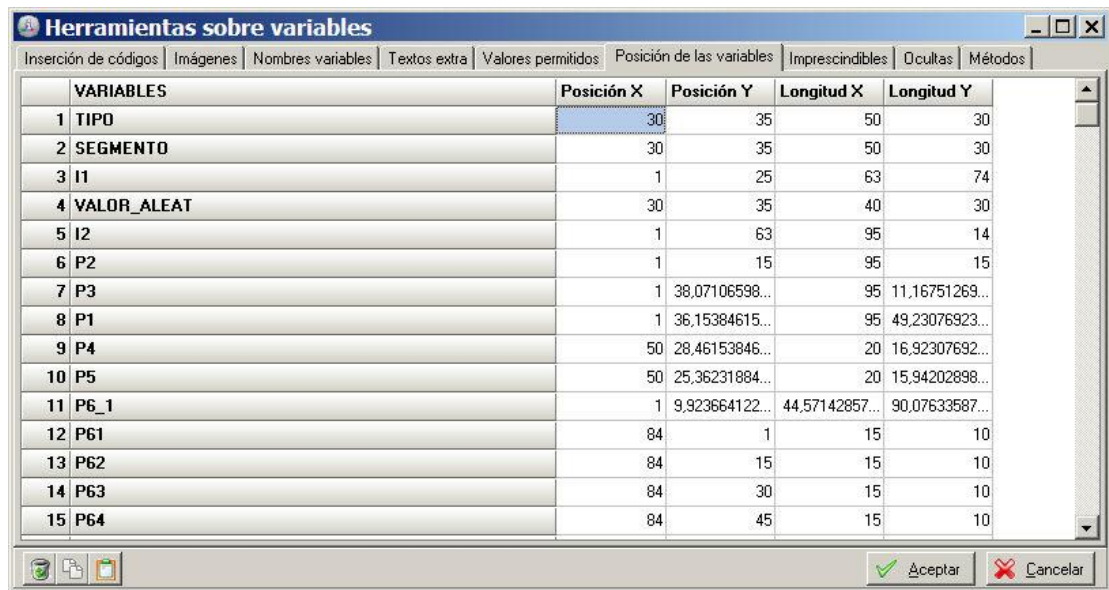 Herramientas sobre variables
Inserción de códigos Imágenes Nombres variables Textos extra Valores permitidos Posición de las variables Imprescindibles Ocultas Métodos
VARIABLES Posición X Posición Y Longitud X Longitud Y
1 TIPO 30 35 50 30
2 SEGMENTO 30 35 50 30
3 I1 1 25 63 74
4 VALOR_ALEAT 30 35 40 30
5 I2 1 63 95 14
6 P2 1 15 95 15
7 P3 1 38,07106598... 95 11,16751269...
8 P1 1 36,15384615... 95 49,23076923...
9 P4 50 28,46153846... 20 16,92307692...
10 P5 50 25,36231884... 20 15,94202898...
11 P6_1 1 9,923664122... 44,57142857... 90,07633587...
12 P61 84 1 15 10
13 P62 84 15 15 10
14 P63 84 30 15 10
15 P64 84 45 15 10
Aceptar Cancelar